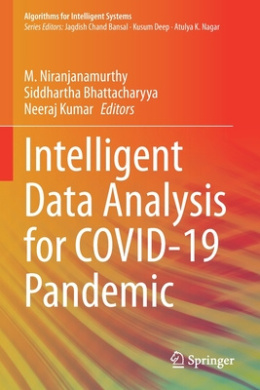 Algorithms for Intelligent Systems
Series Editors: Jagdish Chand Bansal · Kusum Deep · Atulya K. Nagar
M. Niranjanamurthy
Siddhartha Bhattacharyya
Neeraj Kumar Editors
Intelligent
Data Analysis
for COVID-19
Pandemic
Springer